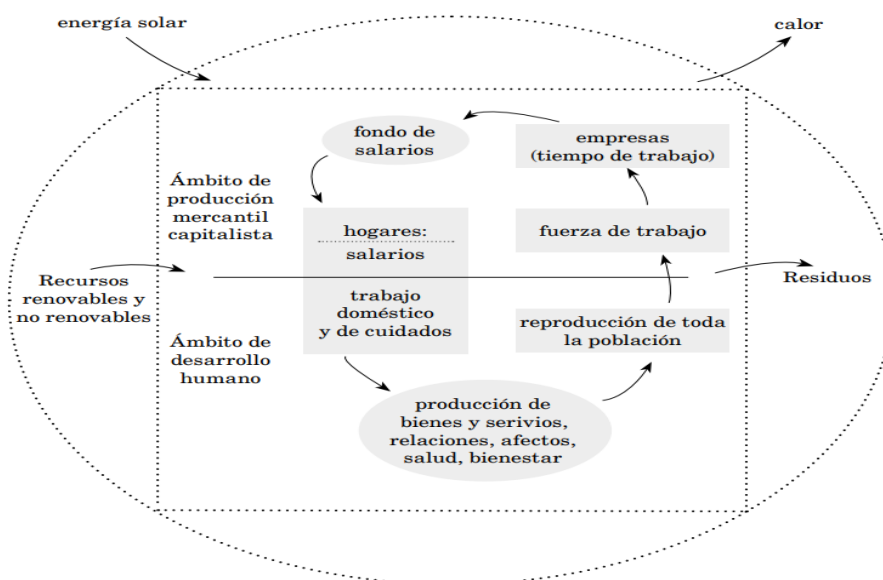 energía solar
calor
fondo de
salarios
empresas
(tiempo de trabajo)
Ámbito de
producción
mercantil
capitalista
hogares:
salarios
fuerza de trabajo
Recursos
renovables y
no renovables
Residuos
trabajo
doméstico
y de cuidados
reproducción de toda
la población
Ámbito de
desarrollo
humano
producción de
bienes y serivios,
relaciones, afectos,
salud, bienestar